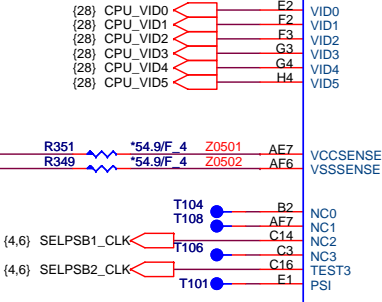 {28} CPU_VID0 E2 VID0
{28} CPU_VID1 F2 VID1
{28} CPU_VID2 F3 VID2
{28} CPU_VID3 G3 VID3
{28} CPU_VID4 G4 VID4
{28} CPU_VID5 H4 VID5
R351 *54.9/F_4 Z0501 AE7 VCCSENSE
R349 *54.9/F_4 Z0502 AF6 VSSSENSE
T104 B2 NC0
T108 AF7 NC1
{4,6} SELPSB1_CLK C14 NC2
T106 C3 NC3
{4,6} SELPSB2_CLK C16 TEST3
T101 E1 PSI